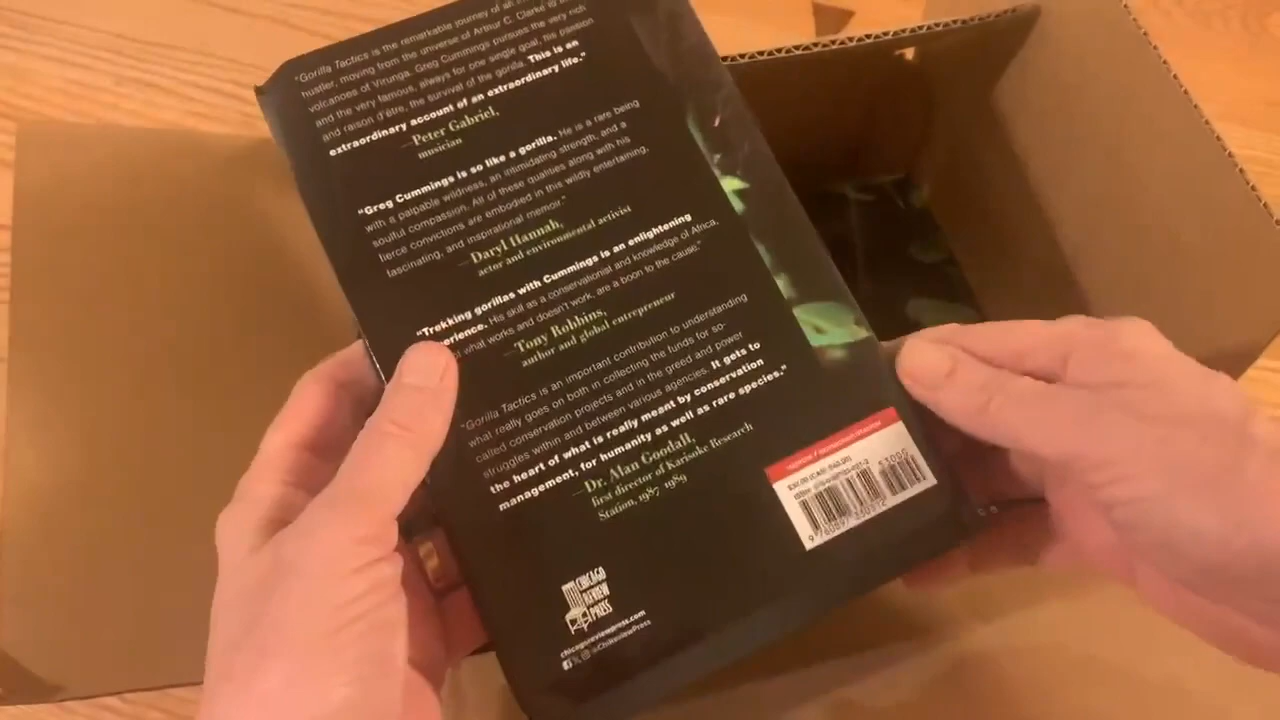 "Gorilla Tactics is the remarkable journey of an
hustler, moving from the universe of Arthur C. Clarke to
volcanoes of Virunga. Greg Cummings pursues the very rich
and the very famous, always for one single goal, his passion
and raison d'être, the survival of the gorilla. This is an
extraordinary account of an extraordinary life."
—Peter Gabriel,
musician
"Greg Cummings is so like a gorilla. He is a rare being
with a palpable wildness, an intimidating strength, and a
soulful compassion. All of these qualities along with his
fierce convictions are embodied in this wildly entertaining,
fascinating, and inspirational memoir."
—Daryl Hannah,
actor and environmental activist
"Trekking gorillas with Cummings is an enlightening
erience. His skill as a conservationist and knowledge of Africa,
of what works and doesn't work, are a boon to the cause."
—Tony Robbins,
author and global entrepreneur
"Gorilla Tactics is an important contribution to understanding
what really goes on both in collecting the funds for so-
called conservation projects and in the greed and power
struggles within and between various agencies. It gets to
the heart of what is really meant by conservation
management, for humanity as well as rare species."
—Dr. Alan Goodall,
first director of Karisoke Research
Station, 1987–1989
53000
CHICAGO
REVIEW
PRESS
chicagoreviewpress.com
@ChiReviewPress